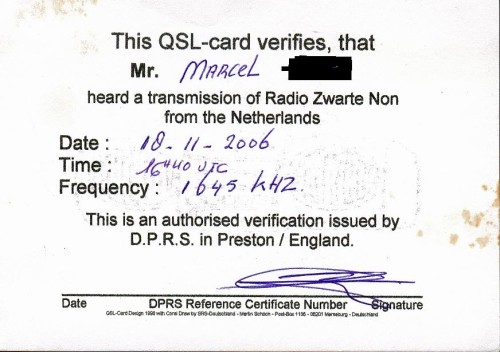 This QSL-card verifies, that
Mr. MARCEL
heard a transmission of Radio Zwarte Non
from the Netherlands
Date : 18 - 11 - 2006
Time : 16H40 UTC
Frequency : 1645 KHZ.
This is an authorised verification issued by
D.P.R.S. in Preston / England.
Date DPRS Reference Certificate Number Signature
QSL-Card Design 1998 with Corel Draw by SRS-Deutschland - Martin Schoch - Post-Box 1136 - 06201 Merseburg - Deutschland